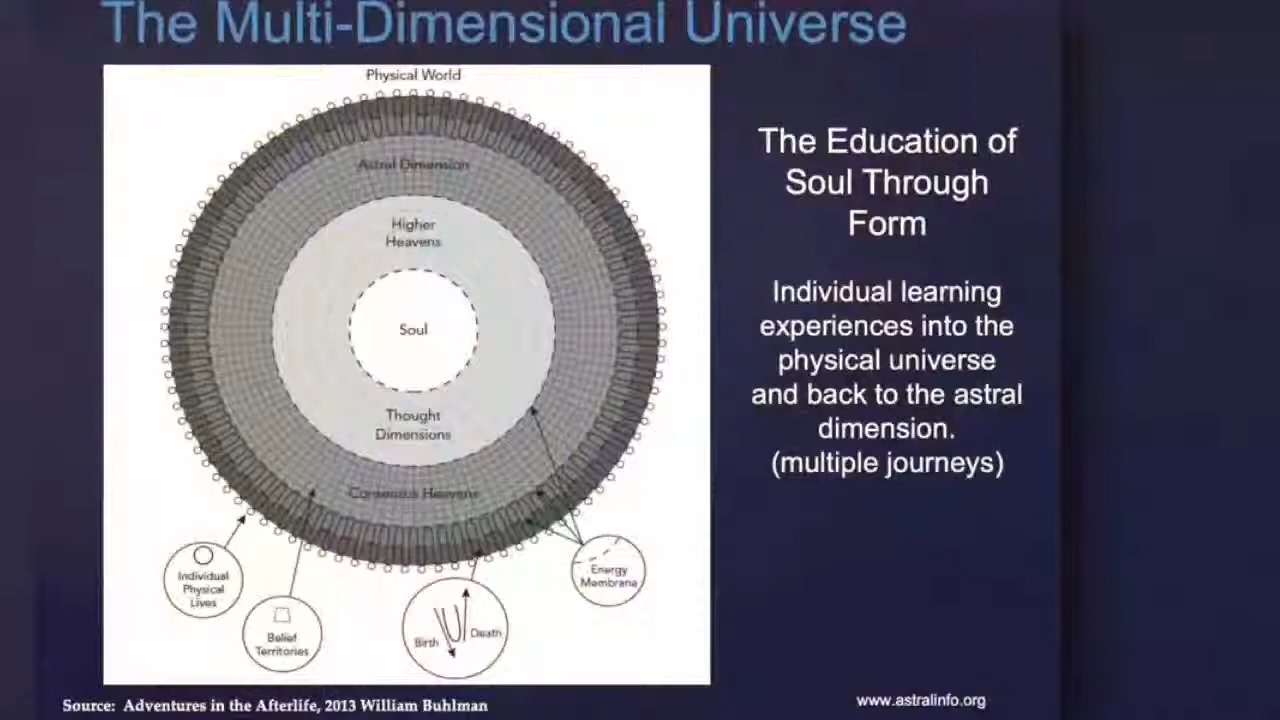 The Multi-Dimensional Universe
Physical World
Astral Dimension
Higher
Heavens
Soul
Thought
Dimensions
Consensus Heavens
Individual
Physical
Lives
Belief
Territories
Birth
Death
Energy
Membrane
The Education of
Soul Through
Form
Individual learning
experiences into the
physical universe
and back to the astral
dimension.
(multiple journeys)
Source: Adventures in the Afterlife, 2013 William Buhlman
www.astralinfo.org